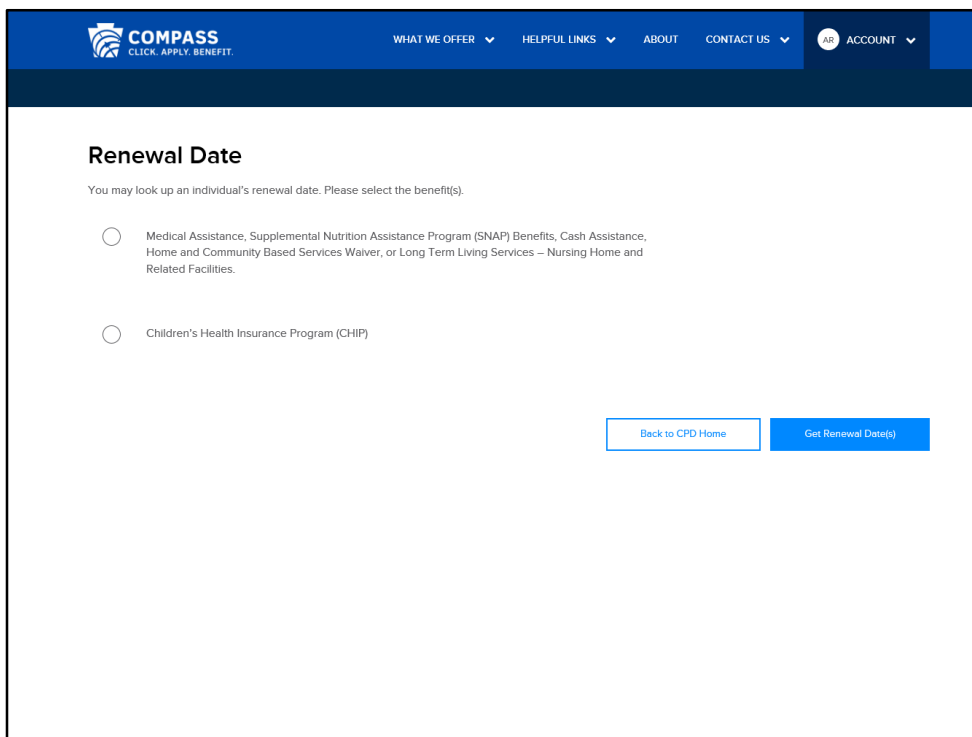 COMPASS
CLICK. APPLY. BENEFIT.
WHAT WE OFFER
HELPFUL LINKS
ABOUT
CONTACT US
AR
ACCOUNT
Renewal Date
You may look up an individual's renewal date. Please select the benefit(s).
Medical Assistance, Supplemental Nutrition Assistance Program (SNAP) Benefits, Cash Assistance,
Home and Community Based Services Waiver, or Long Term Living Services – Nursing Home and
Related Facilities.
Children's Health Insurance Program (CHIP)
Back to CPD Home
Get Renewal Date(s)